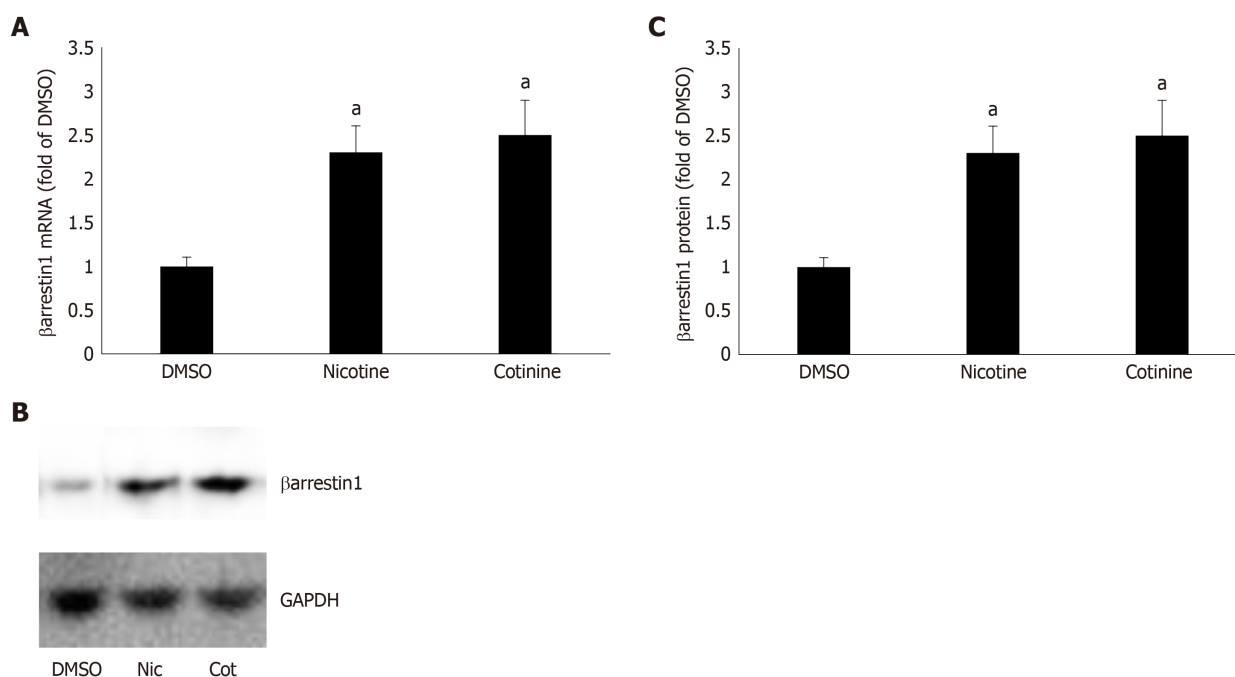 A
βarrestin1 mRNA (fold of DMSO)
3.5
3
2.5
2
1.5
1
0.5
0
a
a
DMSO Nicotine Cotinine
C
βarrestin1 protein (fold of DMSO)
3.5
3
2.5
2
1.5
1
0.5
0
a
a
DMSO Nicotine Cotinine
B
βarrestin1
GAPDH
DMSO Nic Cot